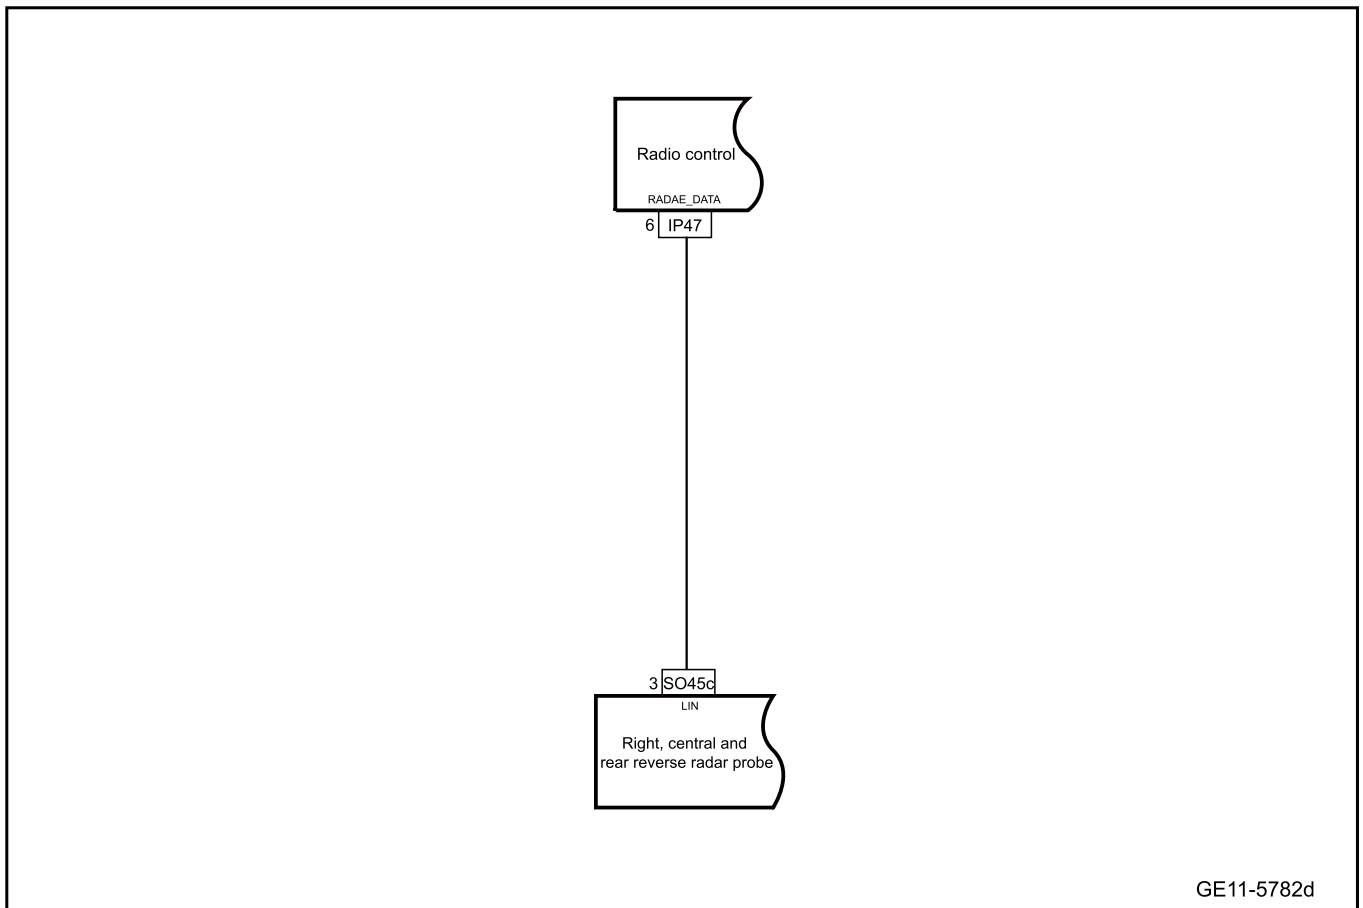 Radio control
RADAE_DATA
6 IP47
3 SO45c
LIN
Right, central and
rear reverse radar probe
GE11-5782d